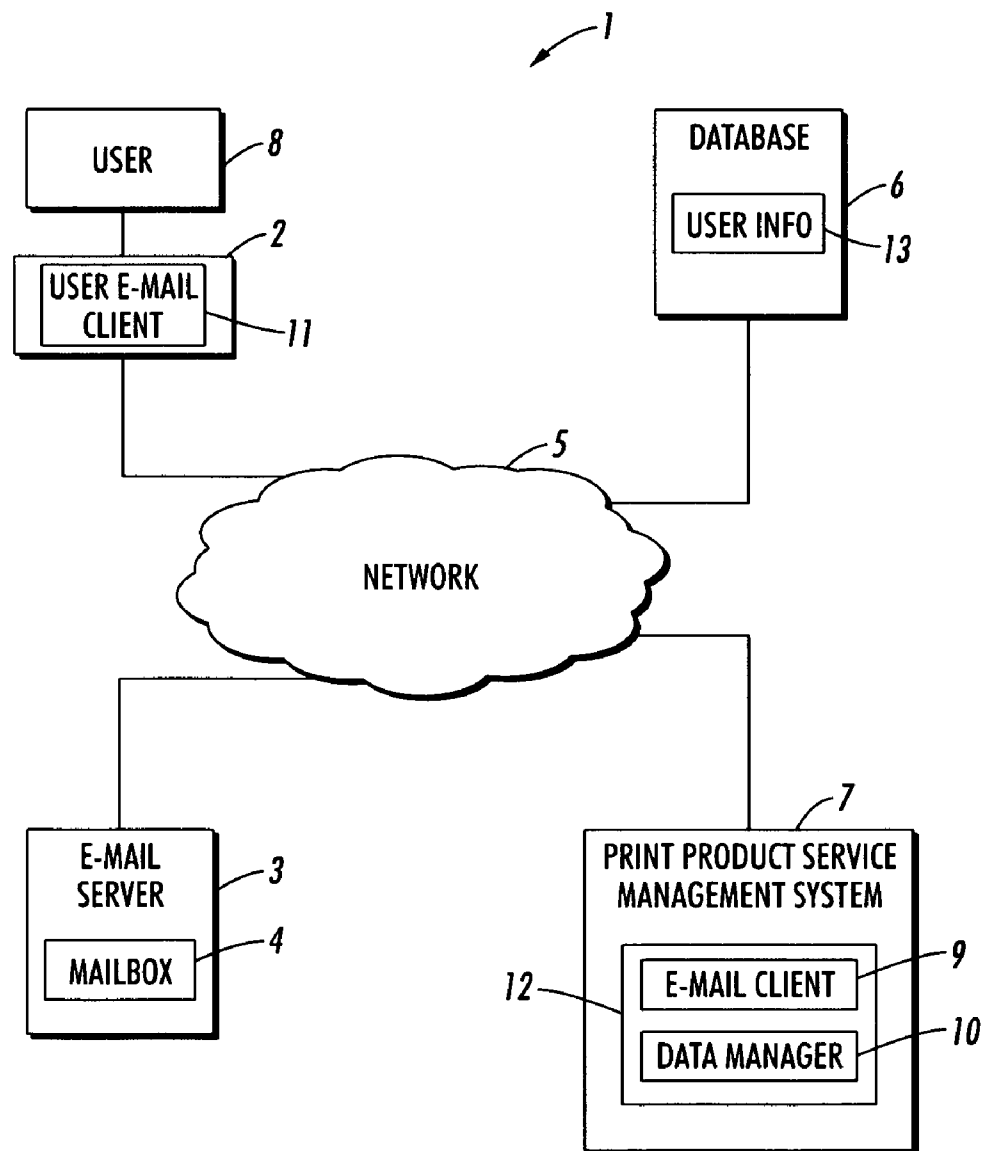 1
USER
8
2
USER E-MAIL
CLIENT
11
DATABASE
6
USER INFO
13
5
NETWORK
E-MAIL
SERVER
3
MAILBOX
4
7
PRINT PRODUCT SERVICE
MANAGEMENT SYSTEM
12
E-MAIL CLIENT
9
DATA MANAGER
10